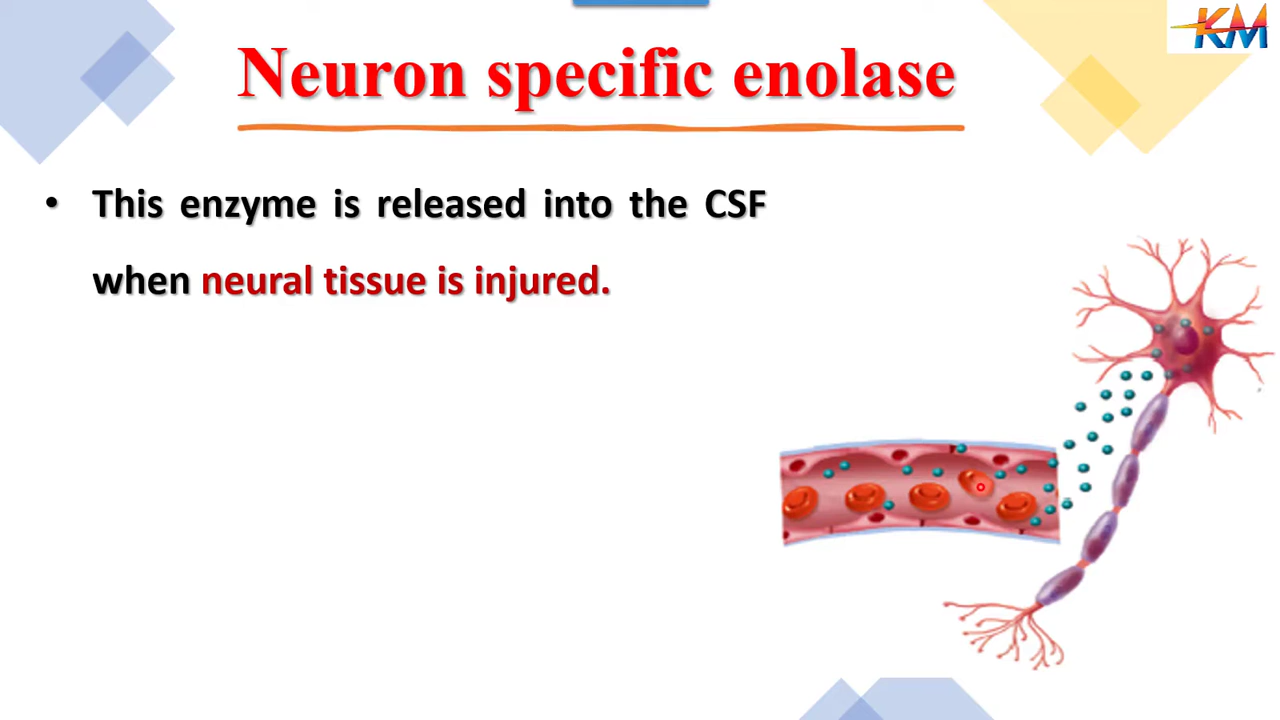 KM
Neuron specific enolase
• This enzyme is released into the CSF
when neural tissue is injured.